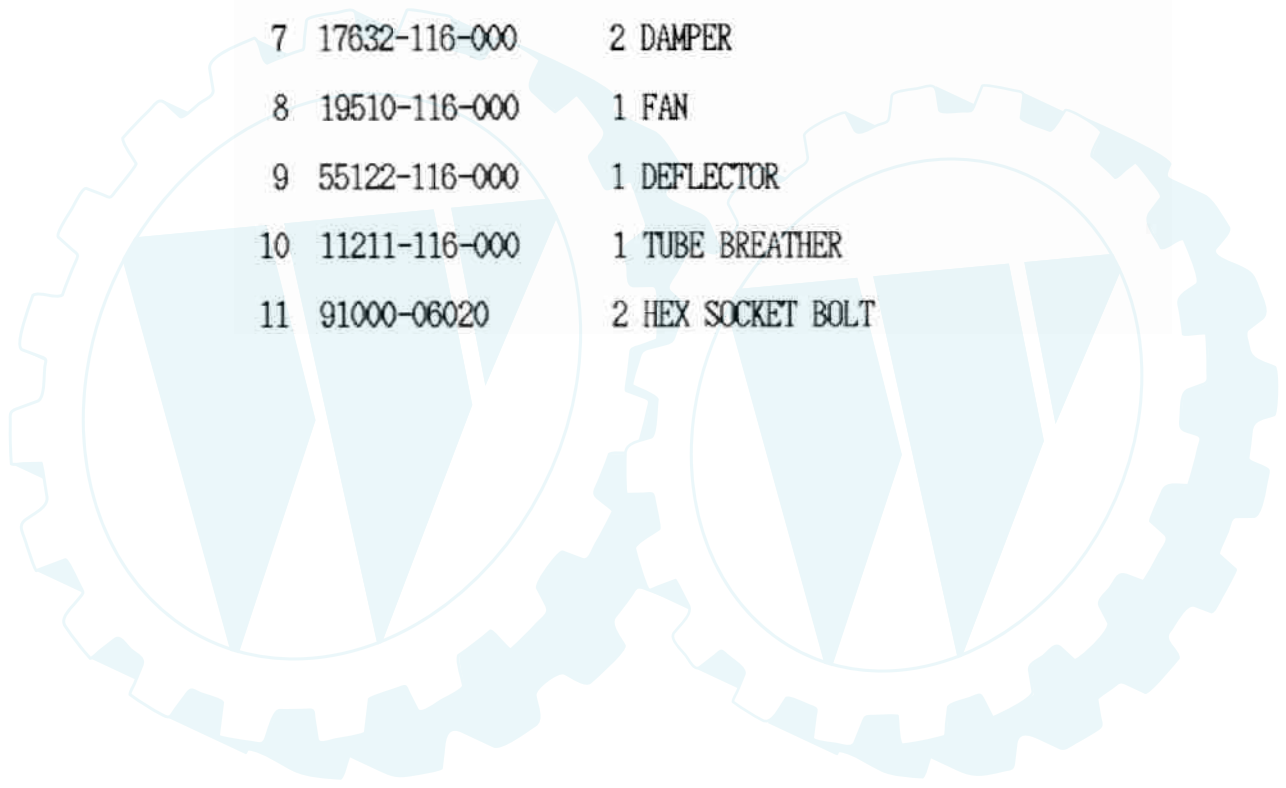 7 17632-116-000 2 DAMPER
8 19510-116-000 1 FAN
9 55122-116-000 1 DEFLECTOR
10 11211-116-000 1 TUBE BREATHER
11 91000-06020 2 HEX SOCKET BOLT